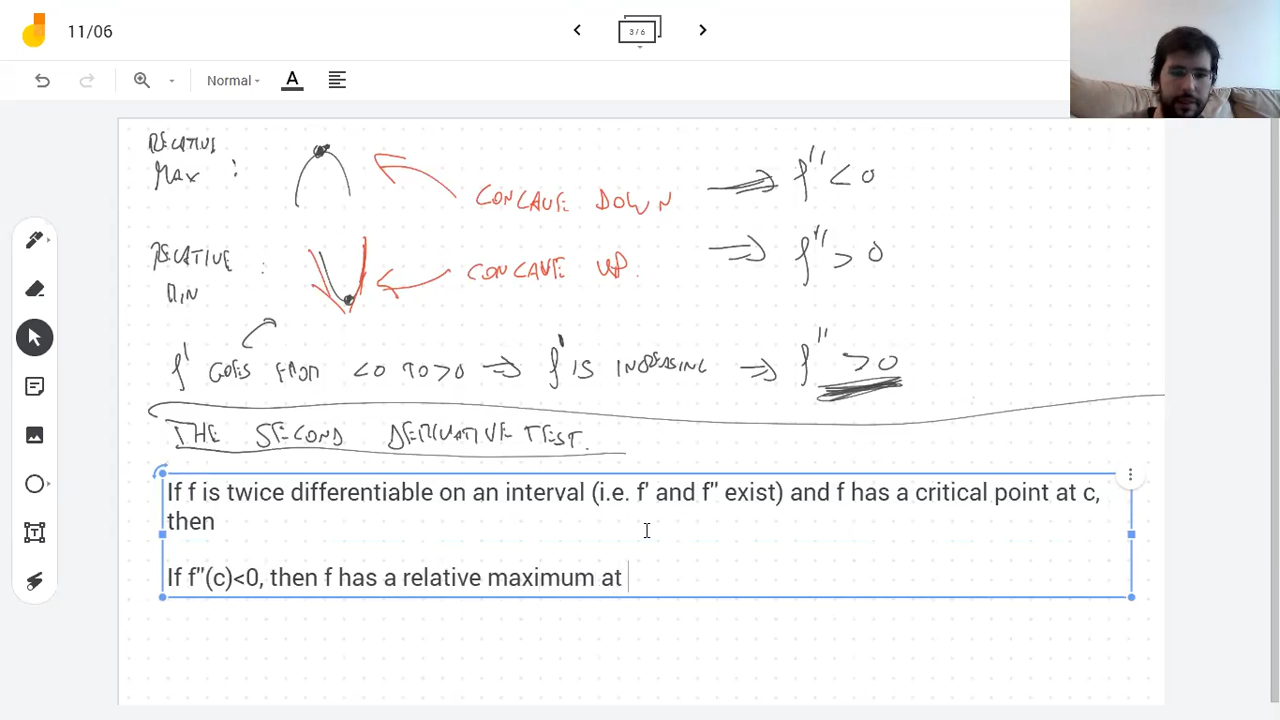 11/06
3 / 6
Normal
A
RELATIVE MAX : CONCAVE DOWN ⇒ f'' < 0
RELATIVE MIN : CONCAVE UP. ⇒ f'' > 0
f' GOES FROM <0 TO >0 ⇒ f' IS INCREASING ⇒ f'' >0
THE SECOND DERIVATIVE TEST.
If f is twice differentiable on an interval (i.e. f' and f'' exist) and f has a critical point at c,
then
If f''(c)<0, then f has a relative maximum at